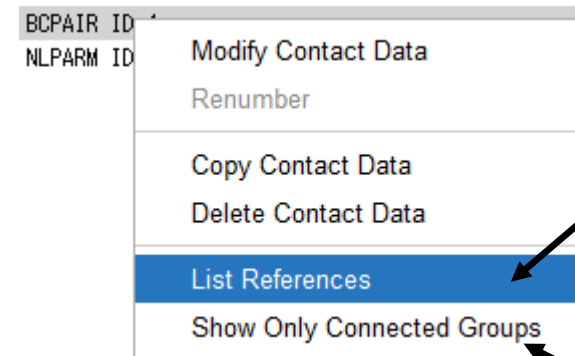 BCPAIR ID
NLPARM ID
Modify Contact Data
Renumber
Copy Contact Data
Delete Contact Data
List References
Show Only Connected Groups